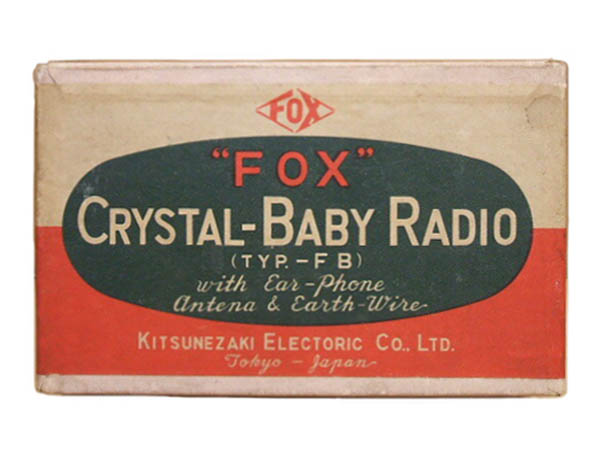 FOX
"FOX"
CRYSTAL-BABY RADIO
(TYP.-FB)
with Ear-Phone
Antena & Earth-Wire
KITSUNEZAKI ELECTORIC CO., LTD.
Tokyo - Japan